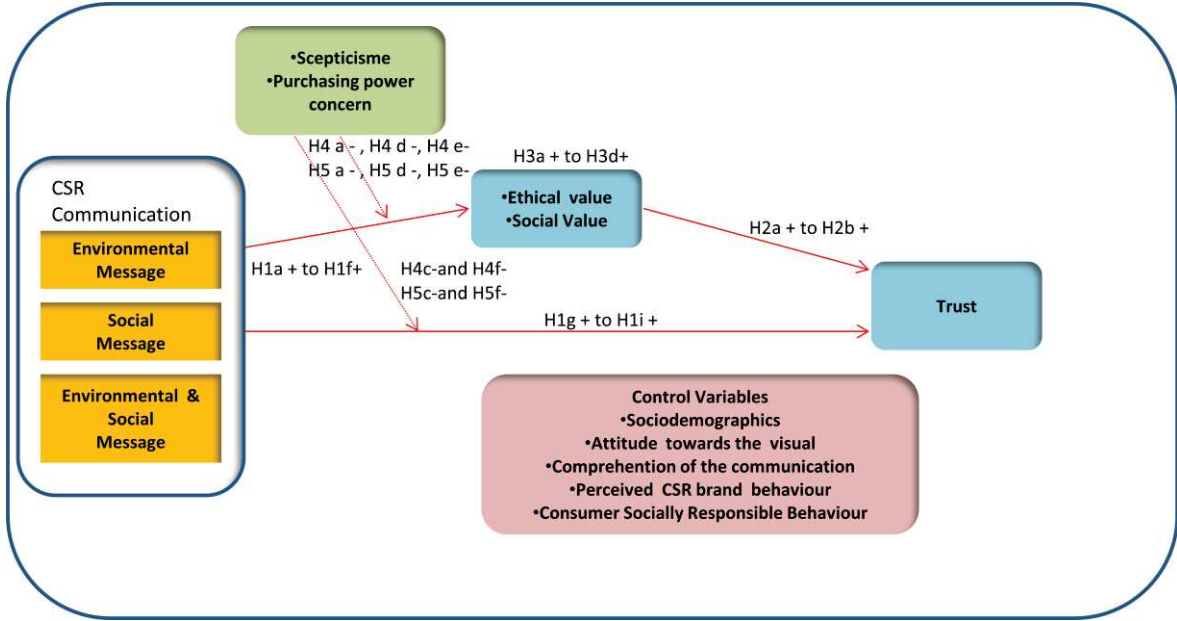 •Scepticisme
•Purchasing power
concern
H4 a - , H4 d -, H4 e-
H5 a - , H5 d -, H5 e-
H3a + to H3d+
CSR
Communication
Environmental
Message
Social
Message
Environmental &
Social
Message
•Ethical value
•Social Value
H2a + to H2b +
H1a + to H1f+
H4c-and H4f-
H5c-and H5f-
Trust
H1g + to H1i +
Control Variables
•Sociodemographics
•Attitude towards the visual
•Comprehention of the communication
•Perceived CSR brand behaviour
•Consumer Socially Responsible Behaviour